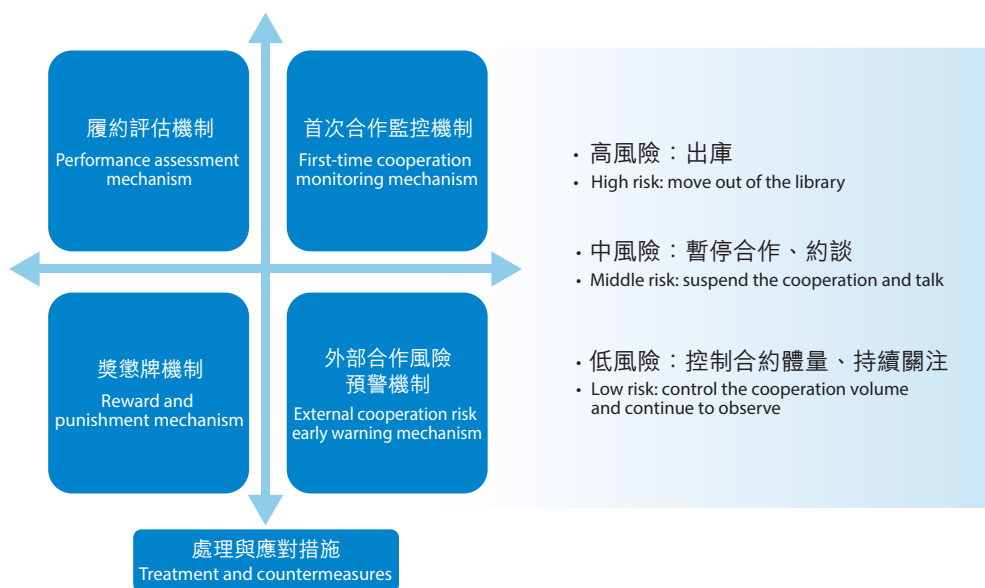 履約評估機制
Performance assessment
mechanism
首次合作監控機制
First-time cooperation
monitoring mechanism
獎懲牌機制
Reward and
punishment mechanism
外部合作風險
預警機制
External cooperation risk
early warning mechanism
處理與應對措施
Treatment and countermeasures
• 高風險：出庫
• High risk: move out of the library
• 中風險：暫停合作、約談
• Middle risk: suspend the cooperation and talk
• 低風險：控制合約體量、持續關注
• Low risk: control the cooperation volume
and continue to observe